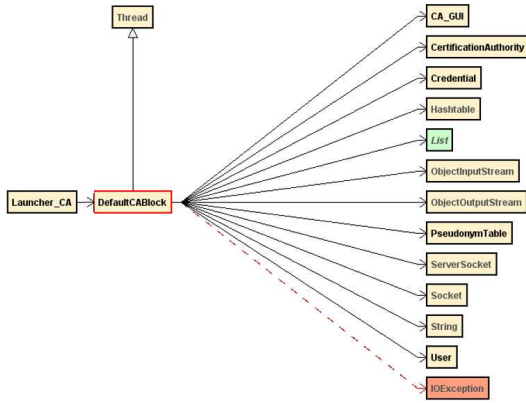 Thread
CA_GUI
CertificationAuthority
Credential
Hashtable
List
ObjectInputStream
Launcher_CA
DefaultCABlock
ObjectOutputStream
PseudonymTable
ServerSocket
Socket
String
User
IOException